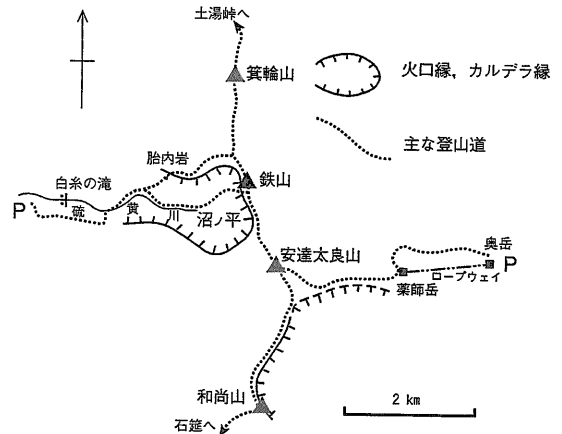 土湯峠へ
箕輪山
火口縁，カルデラ縁
主な登山道
胎内岩
鉄山
白糸の滝
P
硫黄川
沼ノ平
安達太良山
奥岳
P
ロープウェイ
薬師岳
和尚山
石筵へ
2 km